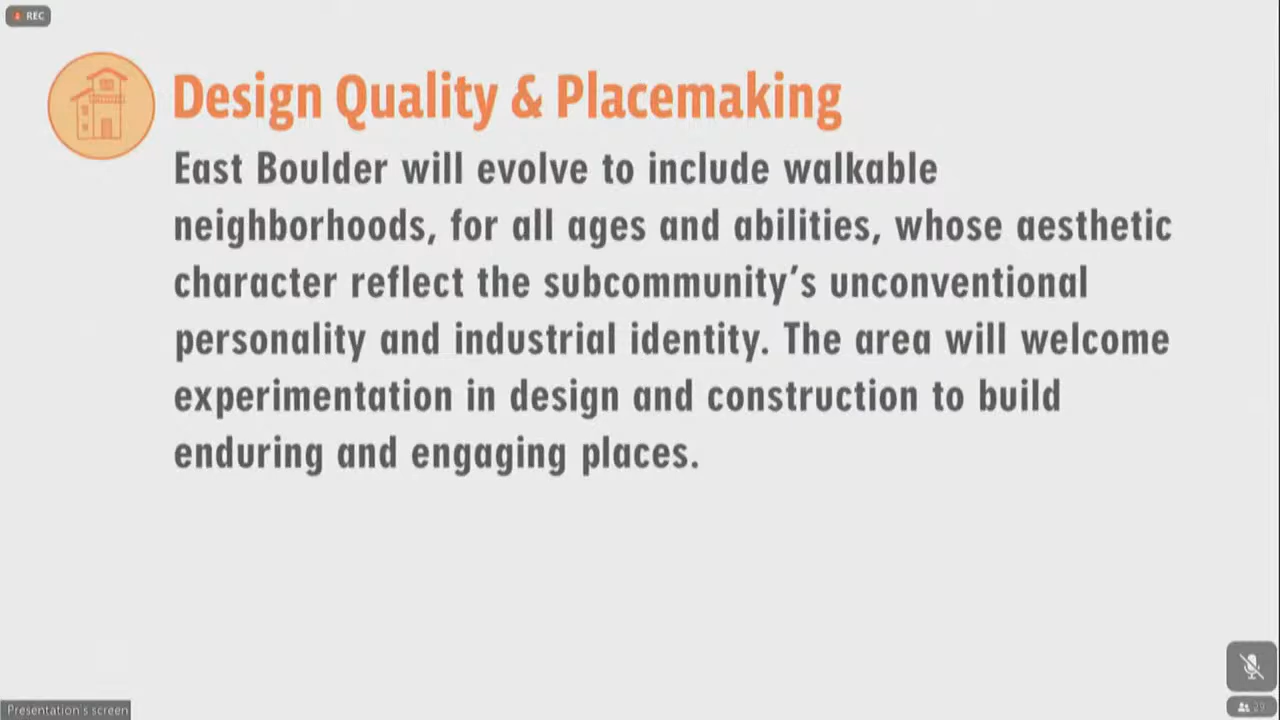 REC
Design Quality & Placemaking
East Boulder will evolve to include walkable
neighborhoods, for all ages and abilities, whose aesthetic
character reflect the subcommunity’s unconventional
personality and industrial identity. The area will welcome
experimentation in design and construction to build
enduring and engaging places.
Presentation's screen
29